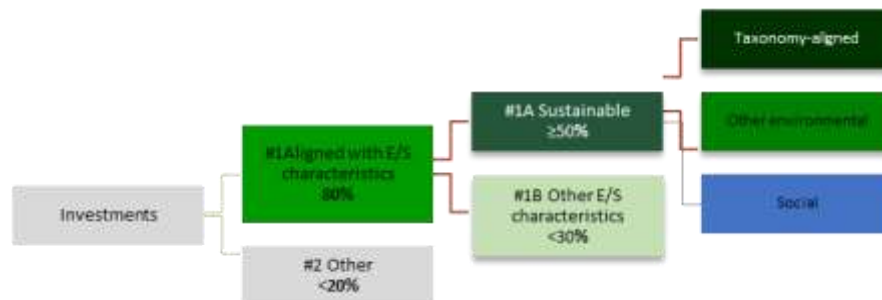 Taxonomy-aligned
#1A Sustainable
≥50%
Other environmental
#1Aligned with E/S
characteristics
80%
#1B Other E/S
characteristics
<30%
Social
Investments
#2 Other
<20%